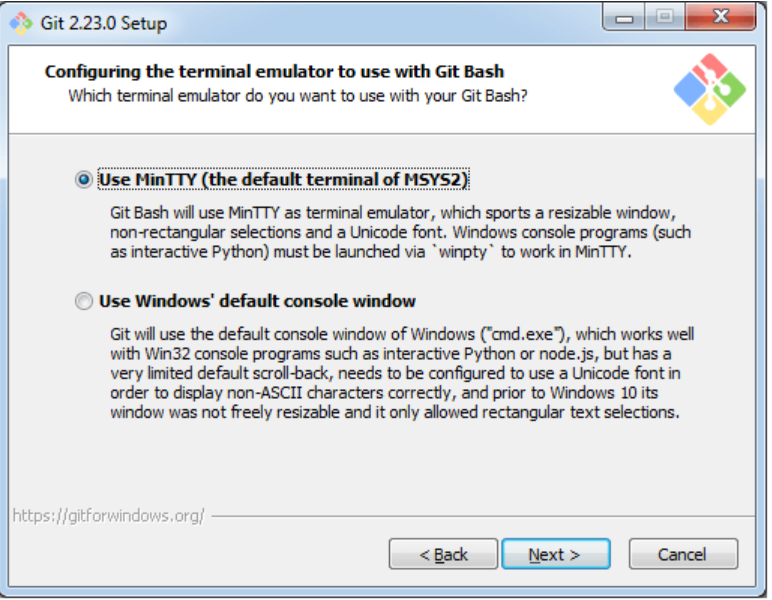 Git 2.23.0 Setup
Configuring the terminal emulator to use with Git Bash
Which terminal emulator do you want to use with your Git Bash?
Use MinTTY (the default terminal of MSYS2)
Git Bash will use MinTTY as terminal emulator, which sports a resizable window,
non-rectangular selections and a Unicode font. Windows console programs (such
as interactive Python) must be launched via `winpty` to work in MinTTY.
Use Windows' default console window
Git will use the default console window of Windows ("cmd.exe"), which works well
with Win32 console programs such as interactive Python or node.js, but has a
very limited default scroll-back, needs to be configured to use a Unicode font in
order to display non-ASCII characters correctly, and prior to Windows 10 its
window was not freely resizable and it only allowed rectangular text selections.
https://gitforwindows.org/
< Back Next > Cancel